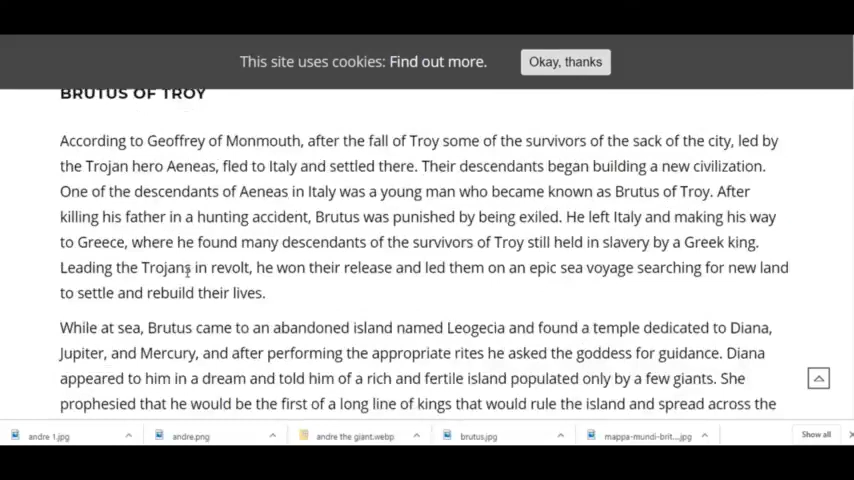 This site uses cookies: Find out more.
Okay, thanks
BRUTUS OF TROY
According to Geoffrey of Monmouth, after the fall of Troy some of the survivors of the sack of the city, led by
the Trojan hero Aeneas, fled to Italy and settled there. Their descendants began building a new civilization.
One of the descendants of Aeneas in Italy was a young man who became known as Brutus of Troy. After
killing his father in a hunting accident, Brutus was punished by being exiled. He left Italy and making his way
to Greece, where he found many descendants of the survivors of Troy still held in slavery by a Greek king.
Leading the Trojans in revolt, he won their release and led them on an epic sea voyage searching for new land
to settle and rebuild their lives.
While at sea, Brutus came to an abandoned island named Leogecia and found a temple dedicated to Diana,
Jupiter, and Mercury, and after performing the appropriate rites he asked the goddess for guidance. Diana
appeared to him in a dream and told him of a rich and fertile island populated only by a few giants. She
prophesied that he would be the first of a long line of kings that would rule the island and spread across the
andre 1.jpg
andre.png
andre the giant.webp
brutus.jpg
mappa-mundi-brit....jpg
Show all